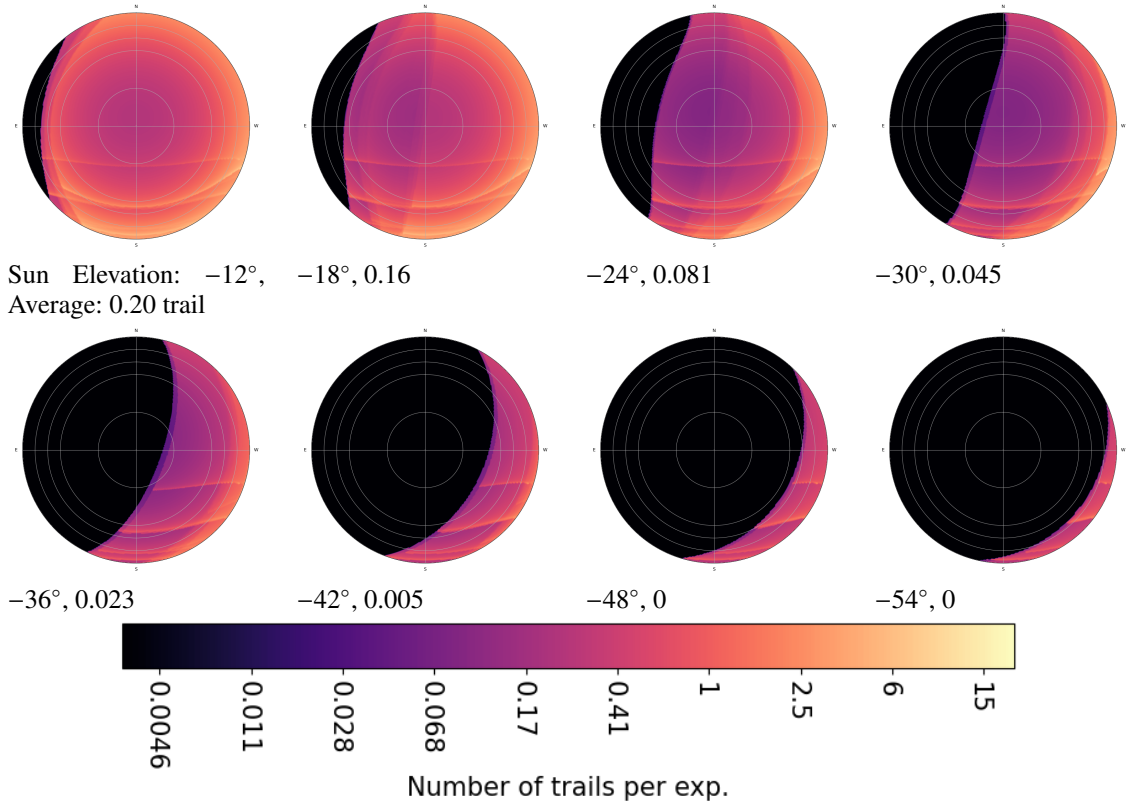 N
N
N
N
E
W
E
W
E
W
E
W
S
S
S
S
Sun Elevation: −12°,
Average: 0.20 trail
−18°, 0.16
−24°, 0.081
−30°, 0.045
N
N
N
N
E
W
E
W
E
W
E
W
S
S
S
S
−36°, 0.023
−42°, 0.005
−48°, 0
−54°, 0
0.0046
0.011
0.028
0.068
0.17
0.41
1
2.5
6
15
Number of trails per exp.